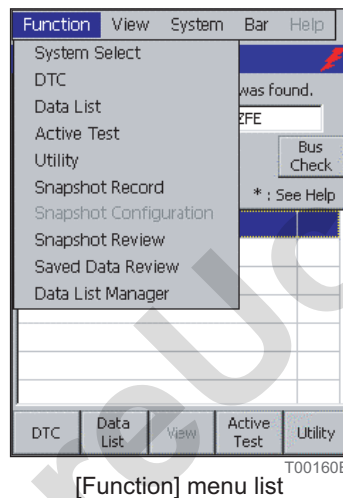 Function View System Bar Help
System Select
DTC
was found.
Data List
ZFE
Active Test
Bus
Check
Utility
Snapshot Record
* : See Help
Snapshot Configuration
Snapshot Review
Saved Data Review
Data List Manager
DTC Data List View Active Test Utility
T00160E
[Function] menu list